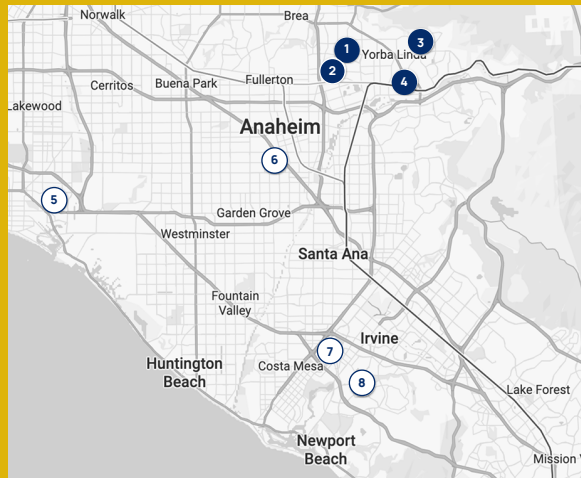 Norwalk
Brea
1
Yorba Linda
3
2
4
Fullerton
Buena Park
Cerritos
Lakewood
Anaheim
6
5
Garden Grove
Westminster
Santa Ana
Fountain
Valley
Irvine
7
Costa Mesa
8
Huntington
Beach
Lake Forest
Newport
Beach
Mission V